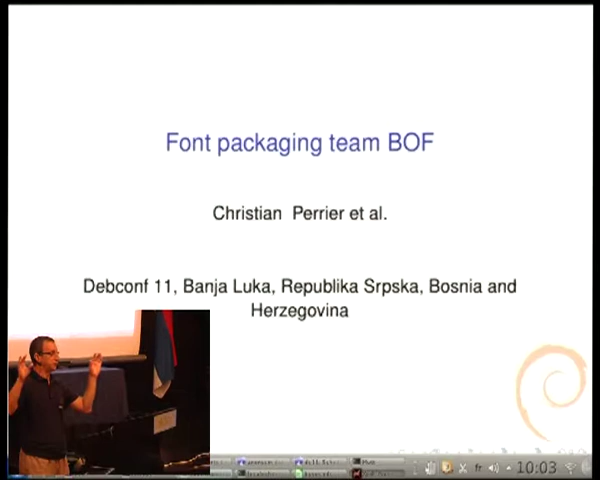 Font packaging team BOF
Christian Perrier et al.
Debconf 11, Banja Luka, Republika Srpska, Bosnia and
Herzegovina
fr
10:03